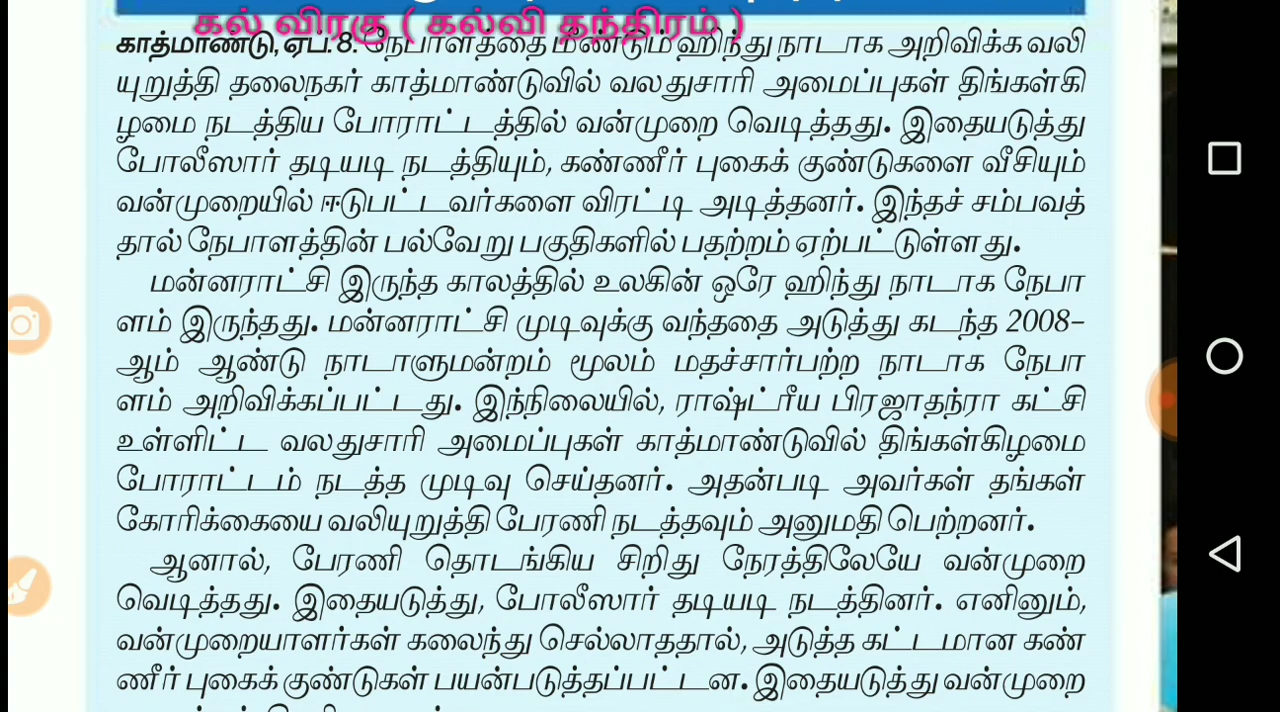 கல் விரகு ( கல்வி தந்திரம் )
காத்மாண்டு, ஏப். 8: நேபாளத்தை மீண்டும் ஹிந்து நாடாக அறிவிக்க வலி
யுறுத்தி தலைநகர் காத்மாண்டுவில் வலதுசாரி அமைப்புகள் திங்கள்கி
ழமை நடத்திய போராட்டத்தில் வன்முறை வெடித்தது. இதையடுத்து
போலீஸார் தடியடி நடத்தியும், கண்ணீர் புகைக் குண்டுகளை வீசியும்
வன்முறையில் ஈடுபட்டவர்களை விரட்டி அடித்தனர். இந்தச் சம்பவத்
தால் நேபாளத்தின் பல்வேறு பகுதிகளில் பதற்றம் ஏற்பட்டுள்ளது.
மன்னராட்சி இருந்த காலத்தில் உலகின் ஒரே ஹிந்து நாடாக நேபா
ளம் இருந்தது. மன்னராட்சி முடிவுக்கு வந்ததை அடுத்து கடந்த 2008-
ஆம் ஆண்டு நாடாளுமன்றம் மூலம் மதச்சார்பற்ற நாடாக நேபா
ளம் அறிவிக்கப்பட்டது. இந்நிலையில், ராஷ்ட்ரீய பிரஜாதந்ரா கட்சி
உள்ளிட்ட வலதுசாரி அமைப்புகள் காத்மாண்டுவில் திங்கள்கிழமை
போராட்டம் நடத்த முடிவு செய்தனர். அதன்படி அவர்கள் தங்கள்
கோரிக்கையை வலியுறுத்தி பேரணி நடத்தவும் அனுமதி பெற்றனர்.
ஆனால், பேரணி தொடங்கிய சிறிது நேரத்திலேயே வன்முறை
வெடித்தது. இதையடுத்து, போலீஸார் தடியடி நடத்தினர். எனினும்,
வன்முறையாளர்கள் கலைந்து செல்லாததால், அடுத்த கட்டமான கண்
ணீர் புகைக் குண்டுகள் பயன்படுத்தப்பட்டன. இதையடுத்து வன்முறை